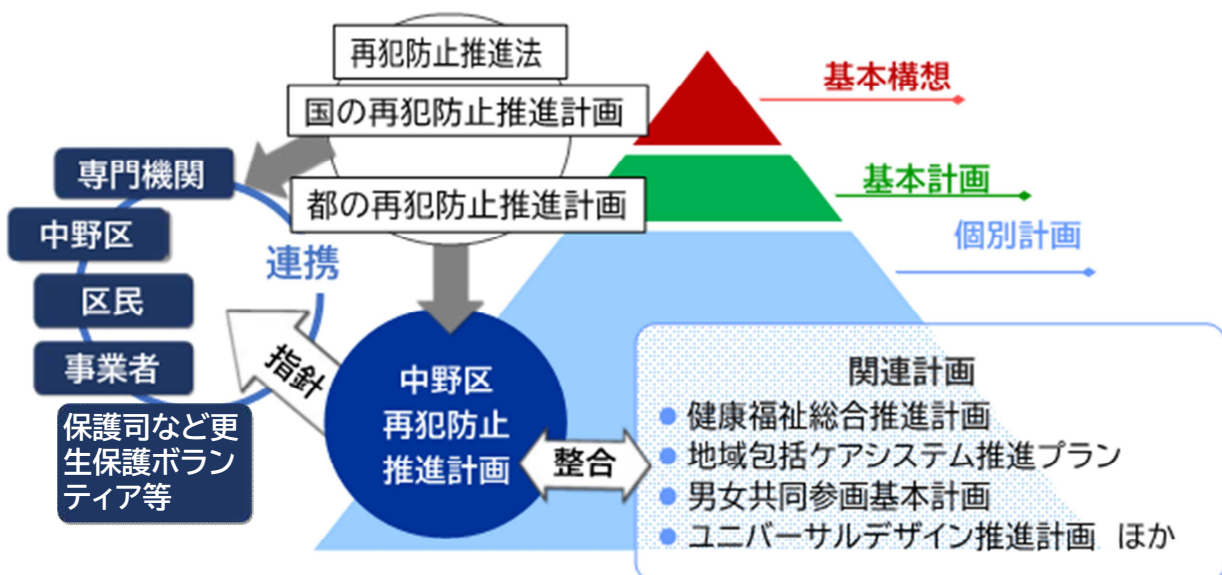 再犯防止推進法
国の再犯防止推進計画
都の再犯防止推進計画
専門機関
中野区
区民
事業者
保護司など更
生保護ボラン
ティア等
連携
指針
中野区
再犯防止
推進計画
整合
基本構想
基本計画
個別計画
関連計画
● 健康福祉総合推進計画
● 地域包括ケアシステム推進プラン
● 男女共同参画基本計画
● ユニバーサルデザイン推進計画 ほか